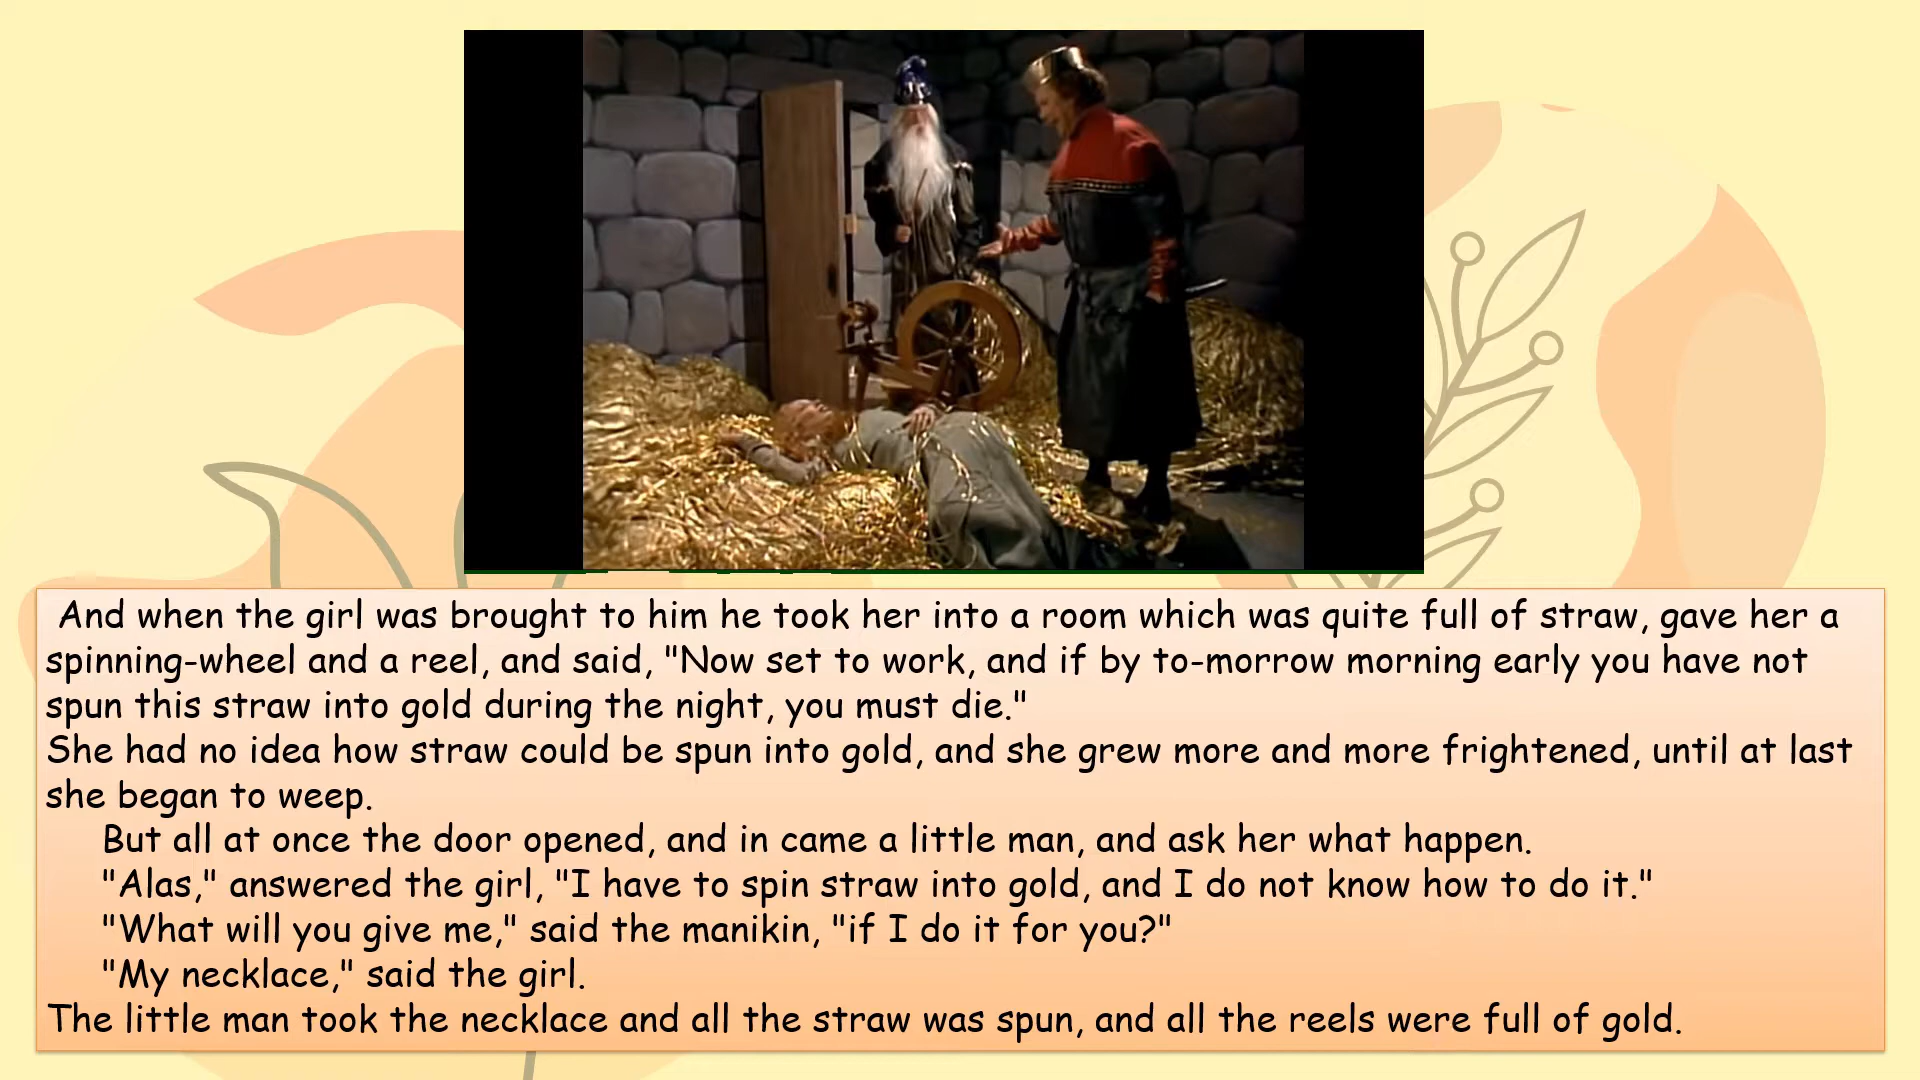 And when the girl was brought to him he took her into a room which was quite full of straw, gave her a
spinning-wheel and a reel, and said, "Now set to work, and if by to-morrow morning early you have not
spun this straw into gold during the night, you must die."
She had no idea how straw could be spun into gold, and she grew more and more frightened, until at last
she began to weep.
But all at once the door opened, and in came a little man, and ask her what happen.
"Alas," answered the girl, "I have to spin straw into gold, and I do not know how to do it."
"What will you give me," said the manikin, "if I do it for you?"
"My necklace," said the girl.
The little man took the necklace and all the straw was spun, and all the reels were full of gold.